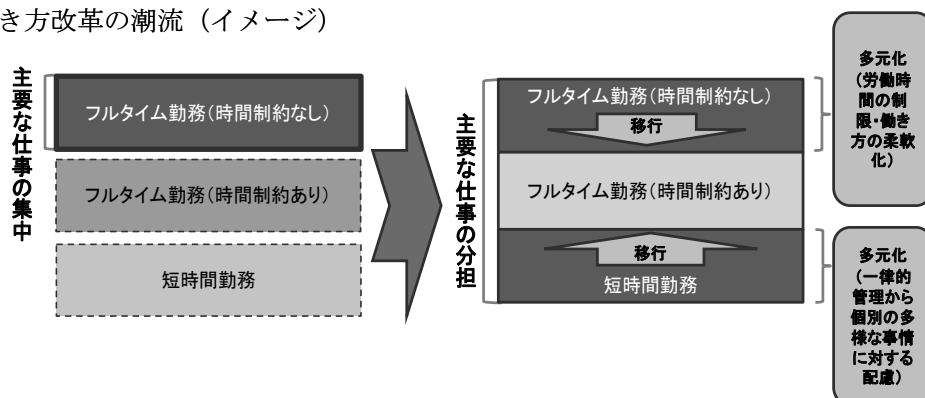 き方改革の潮流（イメージ）
主要な仕事の集中
フルタイム勤務（時間制約なし）
フルタイム勤務（時間制約あり）
短時間勤務
主要な仕事の分担
フルタイム勤務（時間制約なし）
移行
フルタイム勤務（時間制約あり）
移行
短時間勤務
多元化
（労働時
間の制
限・働き
方の柔軟
化）
多元化
（一律的
管理から
個別の多
様な事情
に対する
配慮）